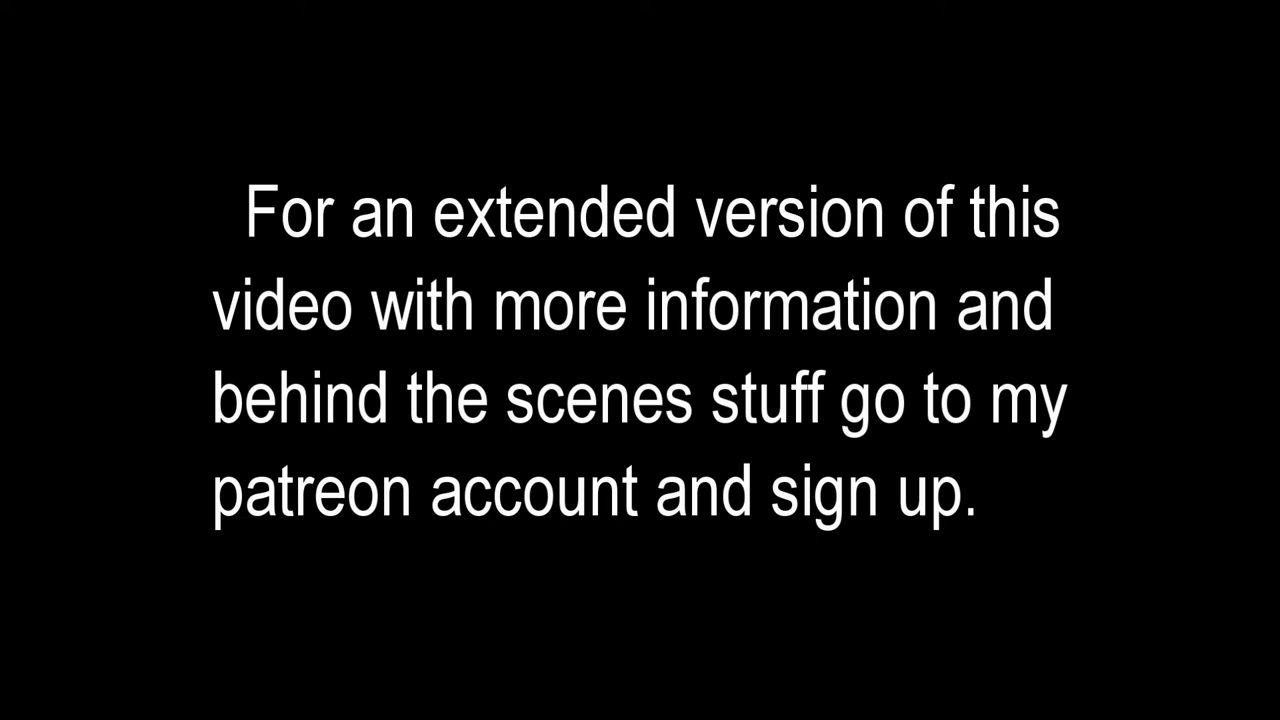 For an extended version of this
video with more information and
behind the scenes stuff go to my
patreon account and sign up.